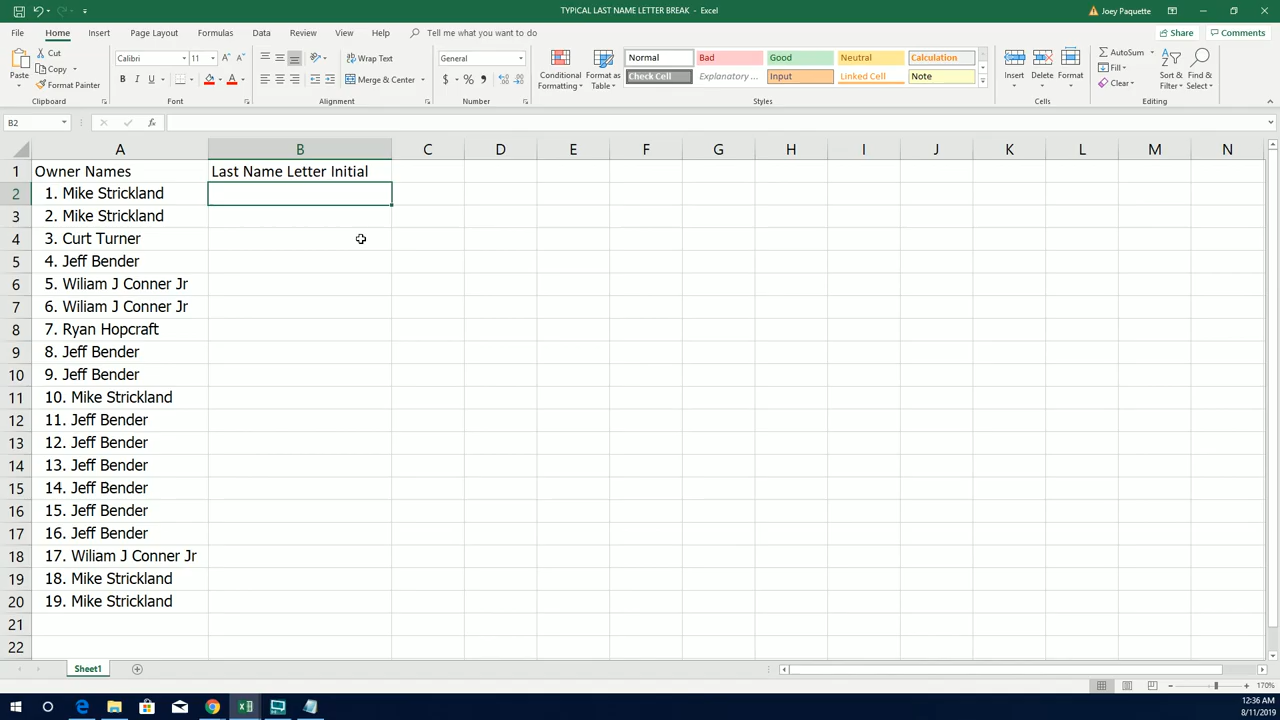 TYPICAL LAST NAME LETTER BREAK - Excel
Joey Paquette
File Home Insert Page Layout Formulas Data Review View Help Tell me what you want to do
Share Comments
Paste Cut Copy Format Painter
Calibri 11 B I U
Wrap Text Merge & Center
General $ % ,
Conditional Formatting Format as Table
Normal Bad Good Neutral Calculation
Check Cell Explanatory ... Input Linked Cell Note
Insert Delete Format
AutoSum Fill Clear Sort & Filter Find & Select
Clipboard Font Alignment Number Styles Cells Editing
B2 fx
A B C D E F G H I J K L M N
1 Owner Names Last Name Letter Initial
2 1. Mike Strickland
3 2. Mike Strickland
4 3. Curt Turner
5 4. Jeff Bender
6 5. Wiliam J Conner Jr
7 6. Wiliam J Conner Jr
8 7. Ryan Hopcraft
9 8. Jeff Bender
10 9. Jeff Bender
11 10. Mike Strickland
12 11. Jeff Bender
13 12. Jeff Bender
14 13. Jeff Bender
15 14. Jeff Bender
16 15. Jeff Bender
17 16. Jeff Bender
18 17. Wiliam J Conner Jr
19 18. Mike Strickland
20 19. Mike Strickland
21
22
Sheet1
170%
12:36 AM
8/11/2019